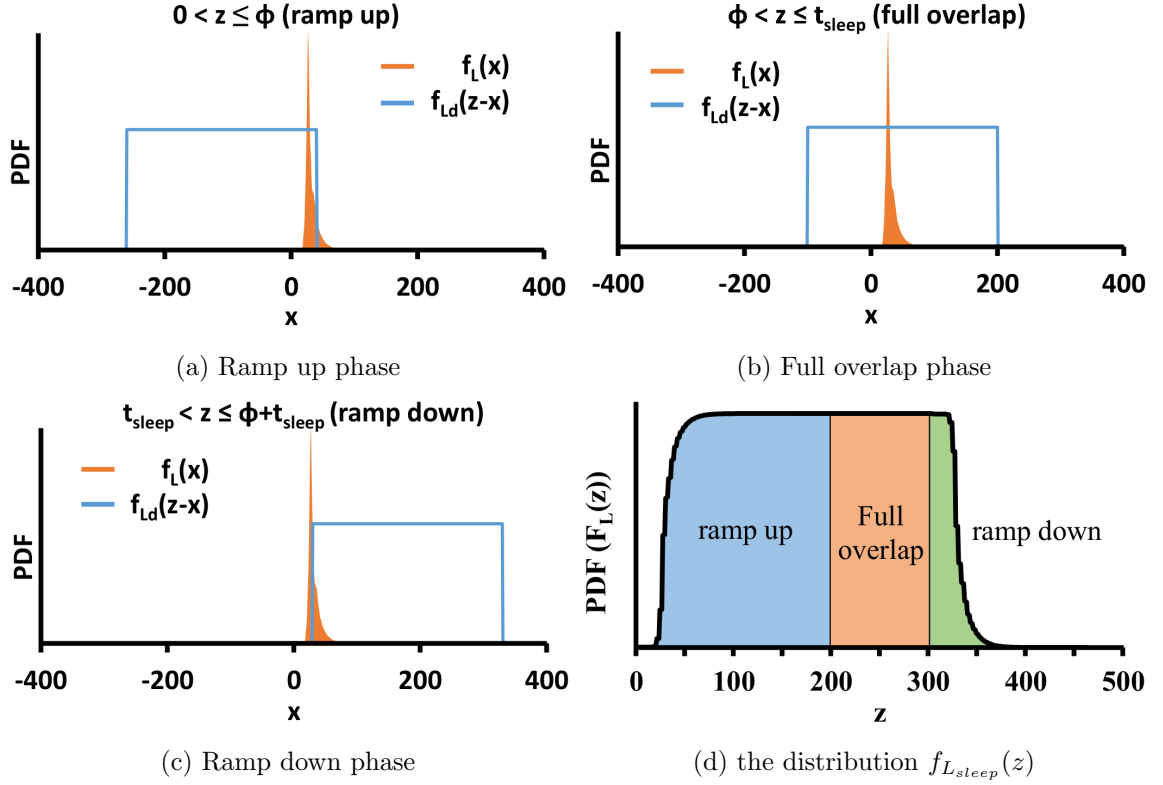 0 < z ≤ ϕ (ramp up)
f_L(x)
f_Ld(z-x)
PDF
-400 -200 0 200 400
x
(a) Ramp up phase
ϕ < z ≤ t_sleep (full overlap)
f_L(x)
f_Ld(z-x)
PDF
-400 -200 0 200 400
x
(b) Full overlap phase
t_sleep < z ≤ ϕ+t_sleep (ramp down)
f_L(x)
f_Ld(z-x)
PDF
-400 -200 0 200 400
x
(c) Ramp down phase
PDF (F_L(z))
ramp up
Full
overlap
ramp down
0 100 200 300 400 500
z
(d) the distribution f_{L_{sleep}}(z)